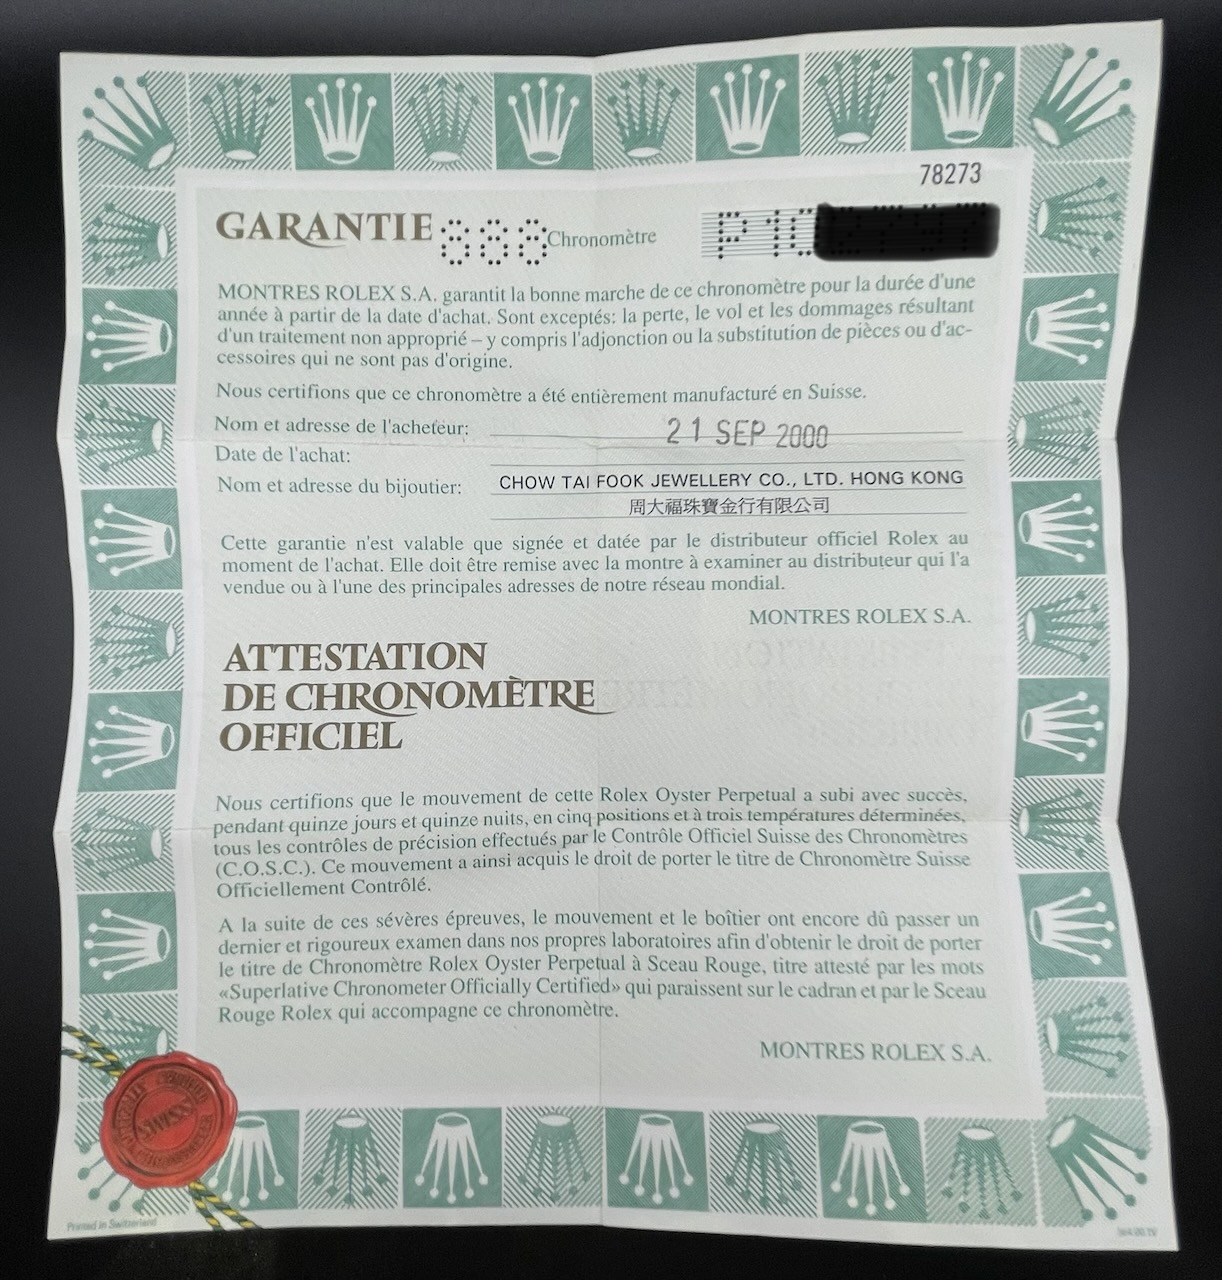 78273
GARANTIE 888 Chronomètre P10
MONTRES ROLEX S.A. garantit la bonne marche de ce chronomètre pour la durée d'une
année à partir de la date d'achat. Sont exceptés: la perte, le vol et les dommages résultant
d'un traitement non approprié – y compris l'adjonction ou la substitution de pièces ou d'ac-
cessoires qui ne sont pas d'origine.
Nous certifions que ce chronomètre a été entièrement manufacturé en Suisse.
Nom et adresse de l'acheteur:
21 SEP 2000
Date de l'achat:
Nom et adresse du bijoutier: CHOW TAI FOOK JEWELLERY CO., LTD. HONG KONG
周大福珠寶金行有限公司
Cette garantie n'est valable que signée et datée par le distributeur officiel Rolex au
moment de l'achat. Elle doit être remise avec la montre à examiner au distributeur qui l'a
vendue ou à l'une des principales adresses de notre réseau mondial.
MONTRES ROLEX S.A.
ATTESTATION
DE CHRONOMÈTRE
OFFICIEL
Nous certifions que le mouvement de cette Rolex Oyster Perpetual a subi avec succès,
pendant quinze jours et quinze nuits, en cinq positions et à trois températures déterminées,
tous les contrôles de précision effectués par le Contrôle Officiel Suisse des Chronomètres
(C.O.S.C.). Ce mouvement a ainsi acquis le droit de porter le titre de Chronomètre Suisse
Officiellement Contrôlé.
A la suite de ces sévères épreuves, le mouvement et le boîtier ont encore dû passer un
dernier et rigoureux examen dans nos propres laboratoires afin d'obtenir le droit de porter
le titre de Chronomètre Rolex Oyster Perpetual à Sceau Rouge, titre attesté par les mots
«Superlative Chronometer Officially Certified» qui paraissent sur le cadran et par le Sceau
Rouge Rolex qui accompagne ce chronomètre.
MONTRES ROLEX S.A.
SWISS
Printed in Switzerland